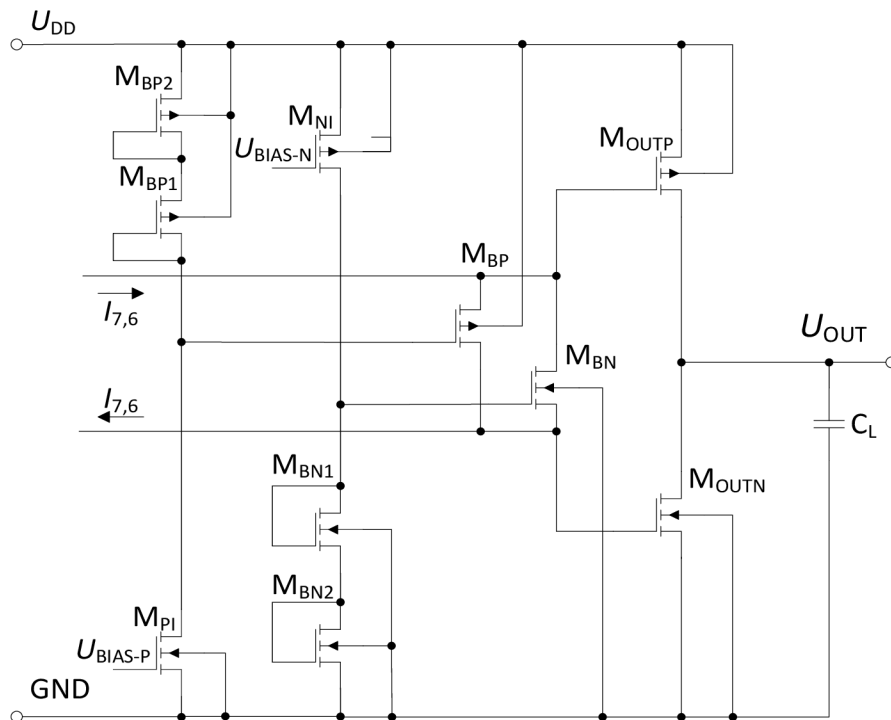 UDD
MBP2
MNI
UBIAS-N
MOUTP
MBP1
MBP
I7,6
UOUT
MBN
I7,6
CL
MBN1
MOUTN
MBN2
MPI
UBIAS-P
GND